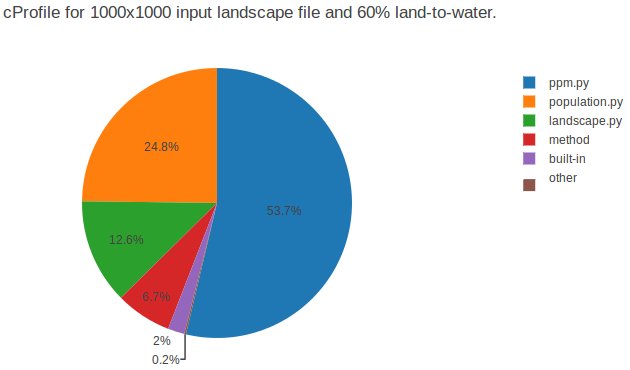 cProfile for 1000x1000 input landscape file and 60% land-to-water.
ppm.py
population.py
landscape.py
method
built-in
other
24.8%
53.7%
12.6%
6.7%
2%
0.2%